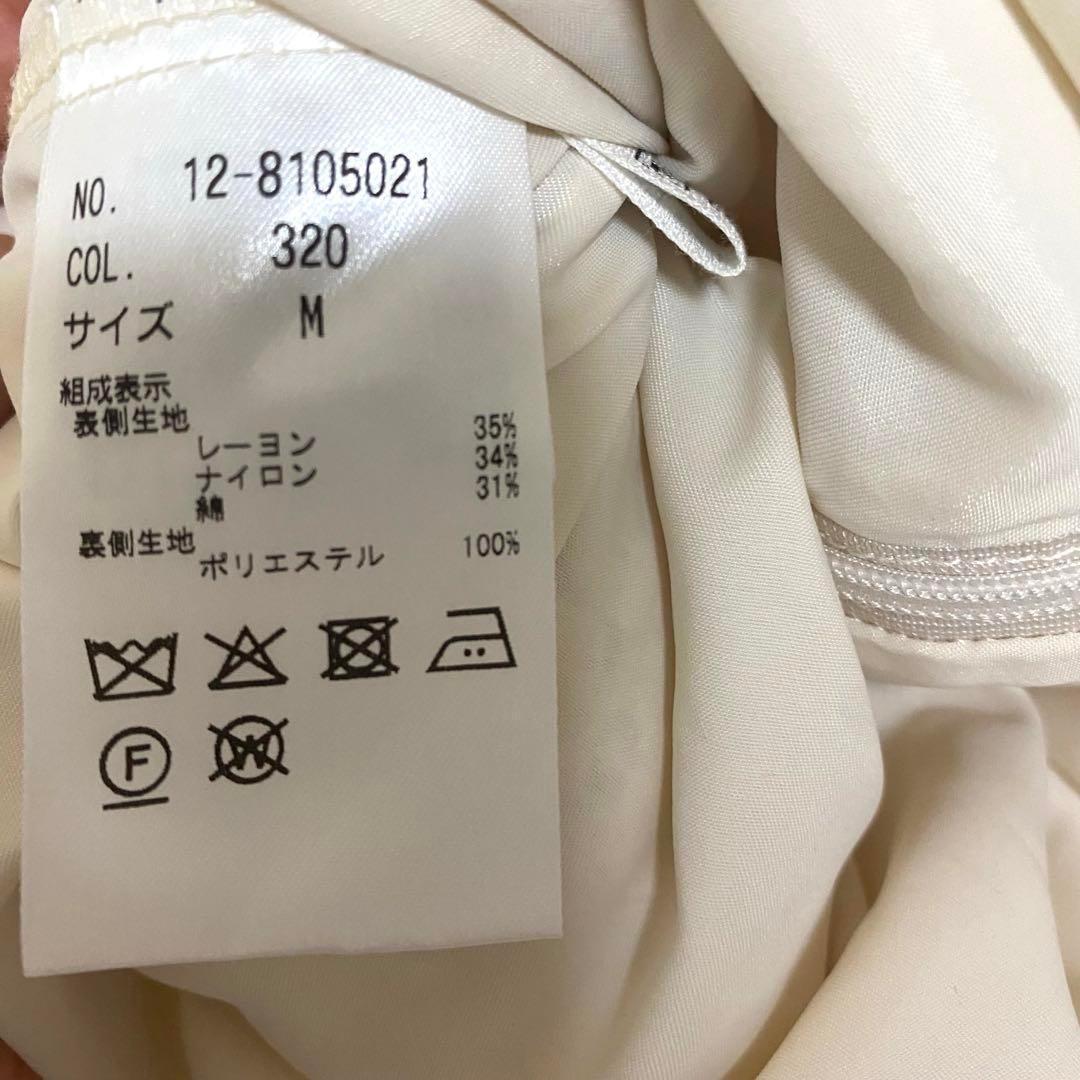 NO. 12-8105021
COL. 320
サイズ M
組成表示
表側生地
レーヨン 35%
ナイロン 34%
綿 31%
裏側生地
ポリエステル 100%
F W